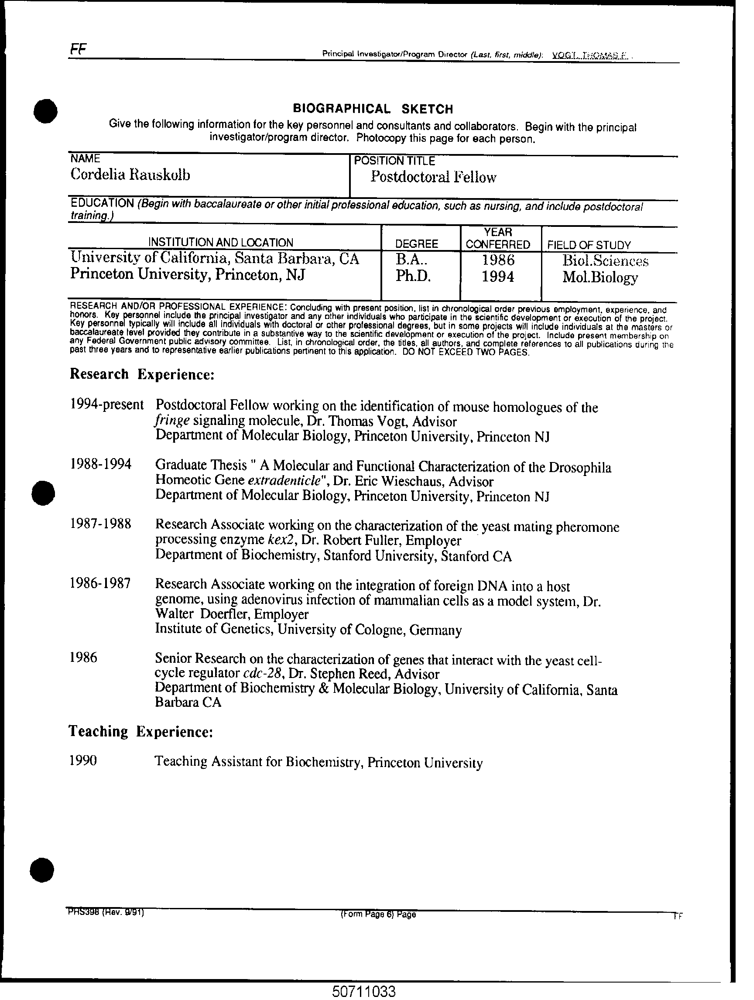 FF
Principal Investigator/Program Director (Last, first, middle): VOGT, THOMAS F.
BIOGRAPHICAL SKETCH
Give the following information for the key personnel and consultants and collaborators. Begin with the principal
investigator/program director. Photocopy this page for each person.
NAME
POSITION TITLE
Cordelia Rauskolb
Postdoctoral Fellow
EDUCATION (Begin with baccalaureate or other initial professional education, such as nursing, and include postdoctoral
training.)
INSTITUTION AND LOCATION DEGREE YEAR CONFERRED FIELD OF STUDY
University of California, Santa Barbara, CA B.A.. 1986 Biol.Sciences
Princeton University, Princeton, NJ Ph.D. 1994 Mol.Biology
RESEARCH AND/OR PROFESSIONAL EXPERIENCE: Concluding with present position, list in chronological order previous employment, experience, and
honors. Key personnel include the principal investigator and any other individuals who participate in the scientific development or execution of the project.
Key personnel typically will include all individuals with doctoral or other professional degrees, but in some projects will include individuals at the masters or
baccalaureate level provided they contribute in a substantive way to the scientific development or execution of the project. Include present membership on
any Federal Government public advisory committee. List, in chronological order, the titles, all authors, and complete references to all publications during the
past three years and to representative earlier publications pertinent to this application. DO NOT EXCEED TWO PAGES.
Research Experience:
1994-present Postdoctoral Fellow working on the identification of mouse homologues of the
fringe signaling molecule, Dr. Thomas Vogt, Advisor
Department of Molecular Biology, Princeton University, Princeton NJ
1988-1994 Graduate Thesis " A Molecular and Functional Characterization of the Drosophila
Homeotic Gene extradenticle", Dr. Eric Wieschaus, Advisor
Department of Molecular Biology, Princeton University, Princeton NJ
1987-1988 Research Associate working on the characterization of the yeast mating pheromone
processing enzyme kex2, Dr. Robert Fuller, Employer
Department of Biochemistry, Stanford University, Stanford CA
1986-1987 Research Associate working on the integration of foreign DNA into a host
genome, using adenovirus infection of mammalian cells as a model system, Dr.
Walter Doerfler, Employer
Institute of Genetics, University of Cologne, Germany
1986 Senior Research on the characterization of genes that interact with the yeast cell-
cycle regulator cdc-28, Dr. Stephen Reed, Advisor
Department of Biochemistry & Molecular Biology, University of California, Santa
Barbara CA
Teaching Experience:
1990 Teaching Assistant for Biochemistry, Princeton University
PHS398 (Rev. 9/91) (Form Page 6) Page FF
50711033